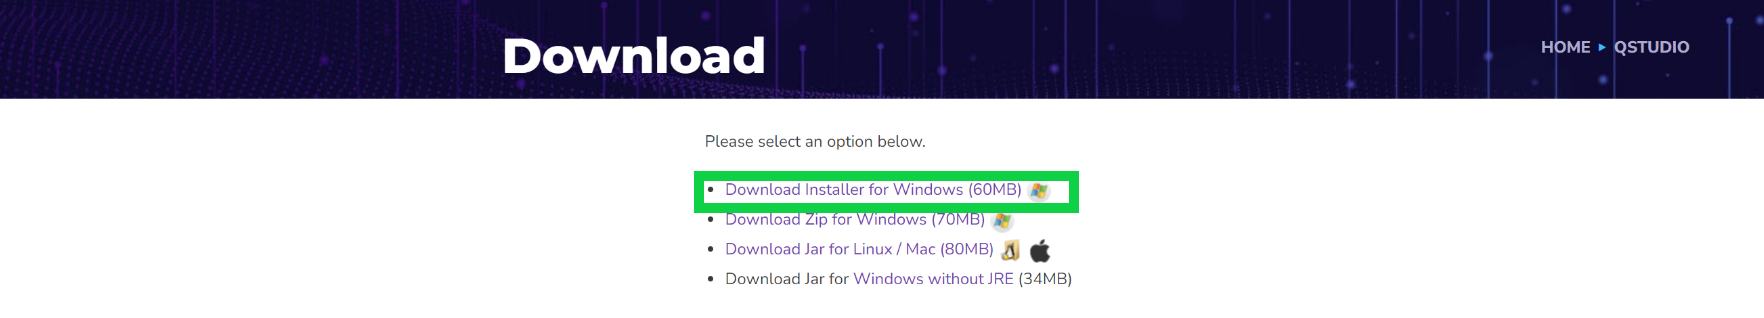 Download
HOME ▸ QSTUDIO
Please select an option below.
• Download Installer for Windows (60MB)
• Download Zip for Windows (70MB)
• Download Jar for Linux / Mac (80MB)
• Download Jar for Windows without JRE (34MB)